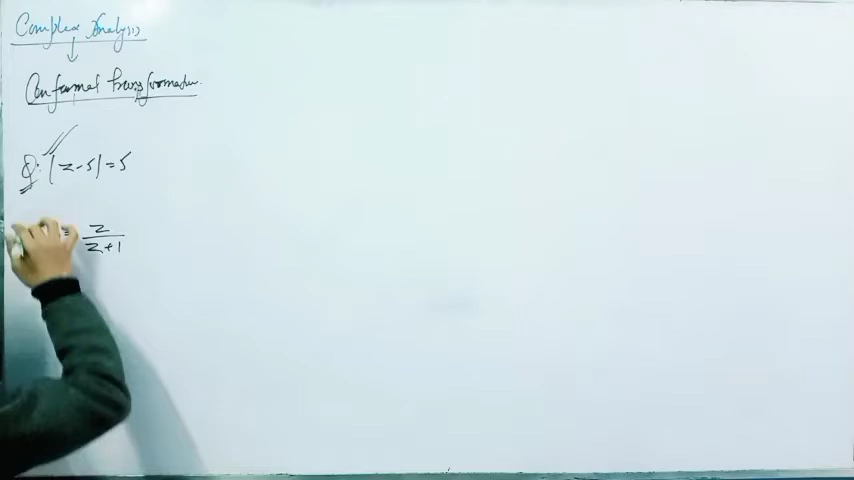 Complex Analysis
Conformal transformation.
Q: |z-5|=5
= z/(z+1)